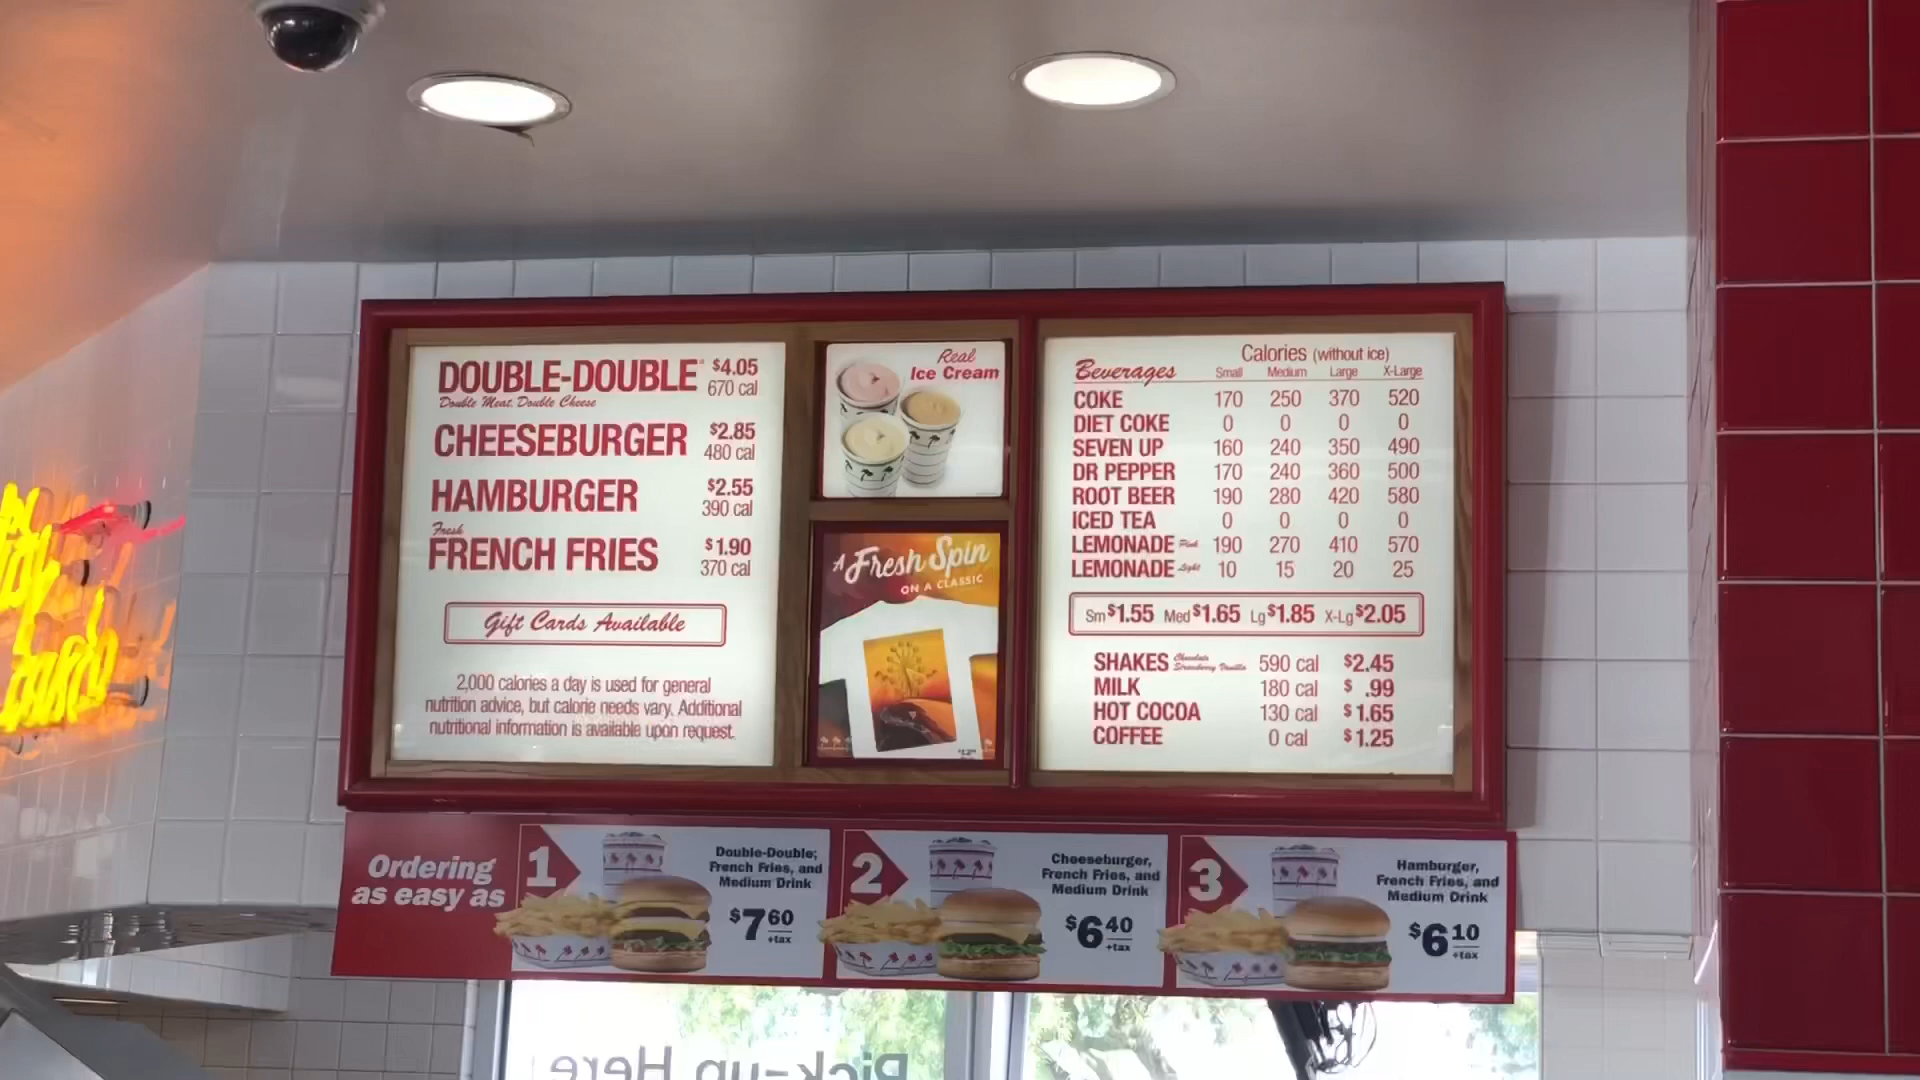 DOUBLE-DOUBLE® $4.05
Double Meat, Double Cheese 670 cal
CHEESEBURGER $2.85
480 cal
HAMBURGER $2.55
390 cal
Fresh
FRENCH FRIES $1.90
370 cal
Gift Cards Available
2,000 calories a day is used for general
nutrition advice, but calorie needs vary. Additional
nutritional information is available upon request.
Real
Ice Cream
A Fresh Spin
ON A CLASSIC
Calories (without ice)
Beverages Small Medium Large X-Large
COKE 170 250 370 520
DIET COKE 0 0 0 0
SEVEN UP 160 240 350 490
DR PEPPER 170 240 360 500
ROOT BEER 190 280 420 580
ICED TEA 0 0 0 0
LEMONADE Pink 190 270 410 570
LEMONADE Light 10 15 20 25
Sm $1.55 Med $1.65 Lg $1.85 X-Lg $2.05
SHAKES Chocolate Strawberry Vanilla 590 cal $2.45
MILK 180 cal $ .99
HOT COCOA 130 cal $1.65
COFFEE 0 cal $1.25
Ordering
as easy as
1
Double-Double,
French Fries, and
Medium Drink
$7 60
+tax
2
Cheeseburger,
French Fries, and
Medium Drink
$6 40
+tax
3
Hamburger,
French Fries, and
Medium Drink
$6 10
+tax
Pick-up Here